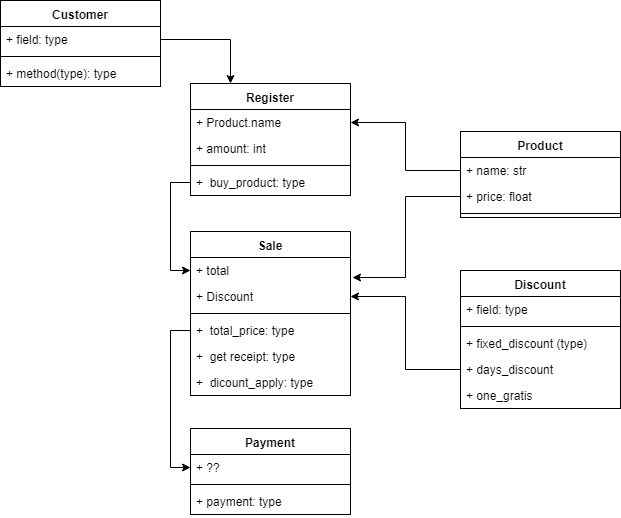 Customer
+ field: type
+ method(type): type
Register
+ Product.name
+ amount: int
+ buy_product: type
Product
+ name: str
+ price: float
Sale
+ total
+ Discount
+ total_price: type
+ get receipt: type
+ dicount_apply: type
Discount
+ field: type
+ fixed_discount (type)
+ days_discount
+ one_gratis
Payment
+ ??
+ payment: type